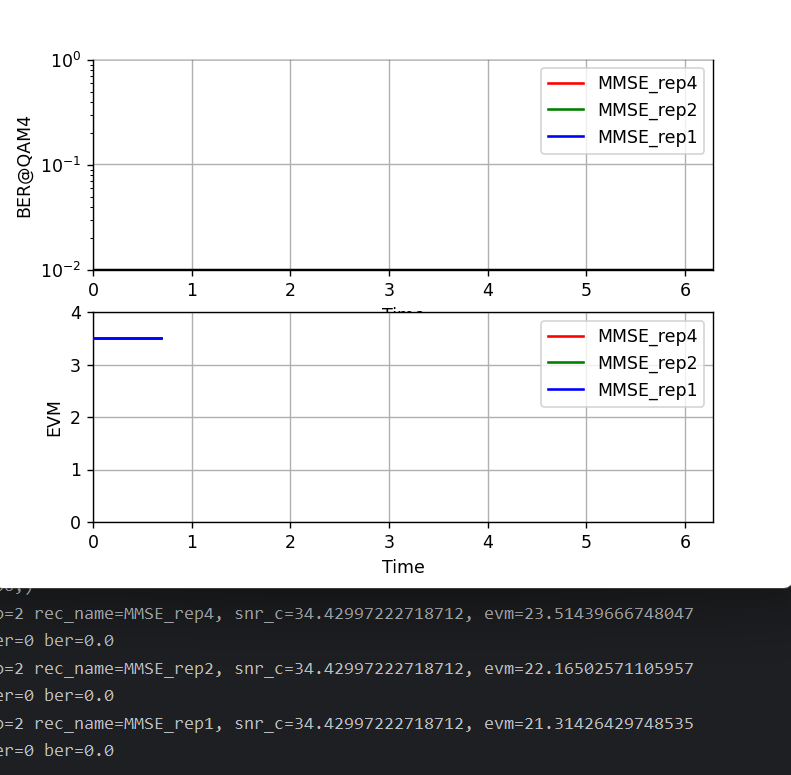 10⁰
10⁻¹
10⁻²
BER@QAM4
MMSE_rep4
MMSE_rep2
MMSE_rep1
0 1 2 3 4 5 6
Time
4
3
2
1
0
EVM
MMSE_rep4
MMSE_rep2
MMSE_rep1
0 1 2 3 4 5 6
Time
=2 rec_name=MMSE_rep4, snr_c=34.42997222718712, evm=23.51439666748047
er=0 ber=0.0
=2 rec_name=MMSE_rep2, snr_c=34.42997222718712, evm=22.16502571105957
er=0 ber=0.0
=2 rec_name=MMSE_rep1, snr_c=34.42997222718712, evm=21.31426429748535
er=0 ber=0.0